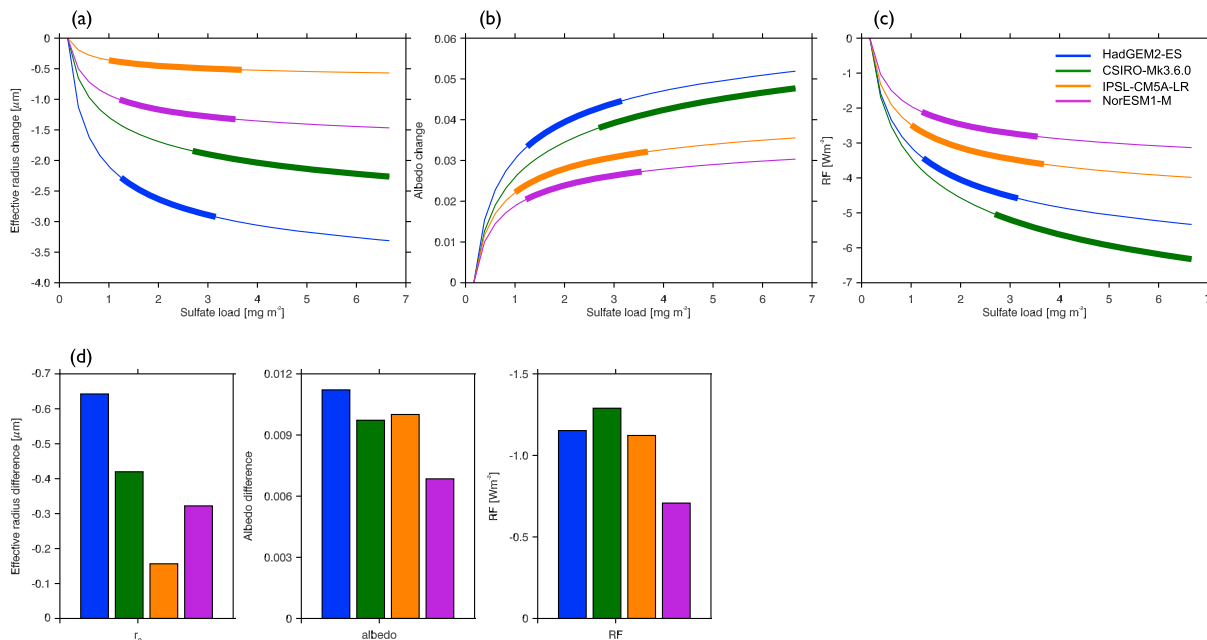 (a)
(b)
(c)
0
-0.5
-1.0
-1.5
-2.0
-2.5
-3.0
-3.5
-4.0
Effective radius change [μm]
0 1 2 3 4 5 6 7
Sulfate load [mg m⁻²]
0.06
0.05
0.04
0.03
0.02
0.01
0
Albedo change
0 1 2 3 4 5 6 7
Sulfate load [mg m⁻²]
0
-1
-2
-3
-4
-5
-6
-7
RF [Wm⁻²]
0 1 2 3 4 5 6 7
Sulfate load [mg m⁻²]
HadGEM2-ES
CSIRO-Mk3.6.0
IPSL-CM5A-LR
NorESM1-M
(d)
-0.7
-0.6
-0.5
-0.4
-0.3
-0.2
-0.1
0
Effective radius difference [μm]
0.012
0.009
0.006
0.003
0.000
Albedo difference
albedo
-1.5
-1.0
-0.5
-0
RF [Wm⁻²]
RF